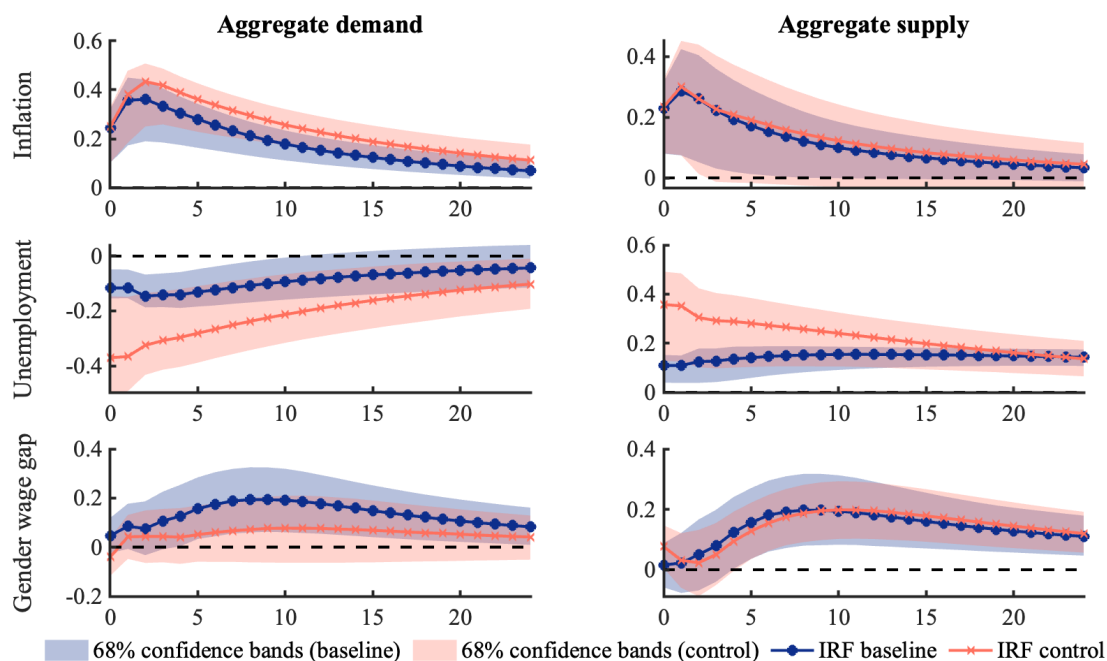 Aggregate demand
Aggregate supply
Inflation
0.6
0.4
0.2
0
0 5 10 15 20
0.4
0.2
0
0 5 10 15 20
Unemployment
0
-0.2
-0.4
0 5 10 15 20
0.6
0.4
0.2
0
0 5 10 15 20
Gender wage gap
0.4
0.2
0
-0.2
0 5 10 15 20
0.4
0.2
0
0 5 10 15 20
68% confidence bands (baseline) 68% confidence bands (control) IRF baseline IRF control